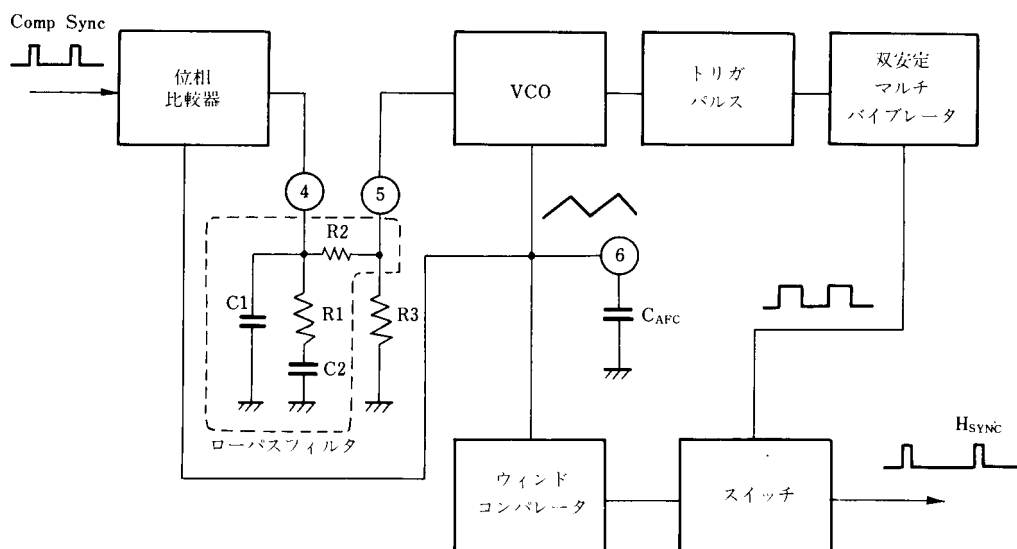 Comp Sync
位相
比較器
VCO
トリガ
パルス
双安定
マルチ
バイブレータ
4
5
R2
6
C1
R1
R3
C2
CAFC
ローパスフィルタ
ウィンド
コンパレータ
スイッチ
HSYNC